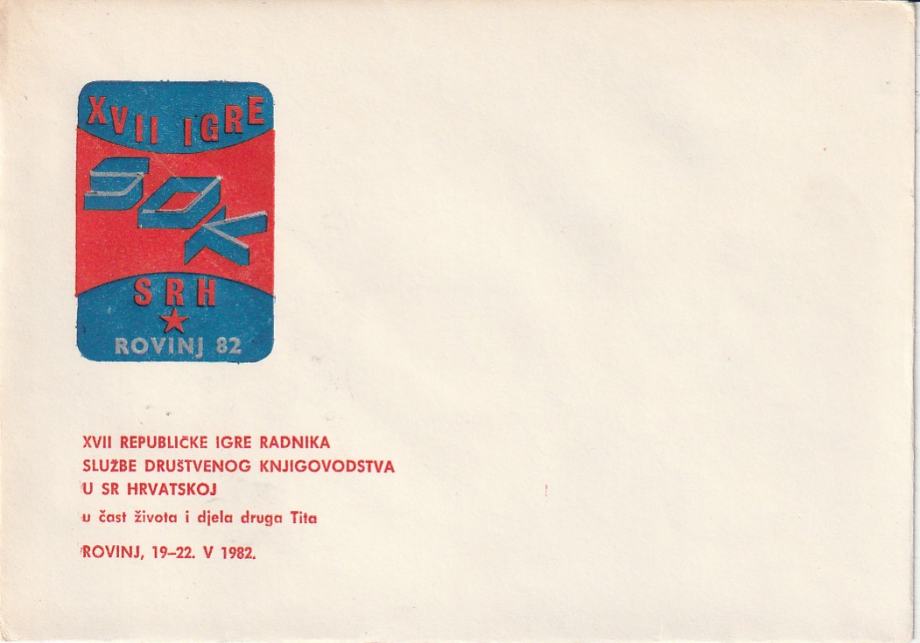 XVII IGRE
SDK
SRH
ROVINJ 82
XVII REPUBLIČKE IGRE RADNIKA
SLUŽBE DRUŠTVENOG KNJIGOVODSTVA
U SR HRVATSKOJ
u čast života i djela druga Tita
ROVINJ, 19–22. V 1982.